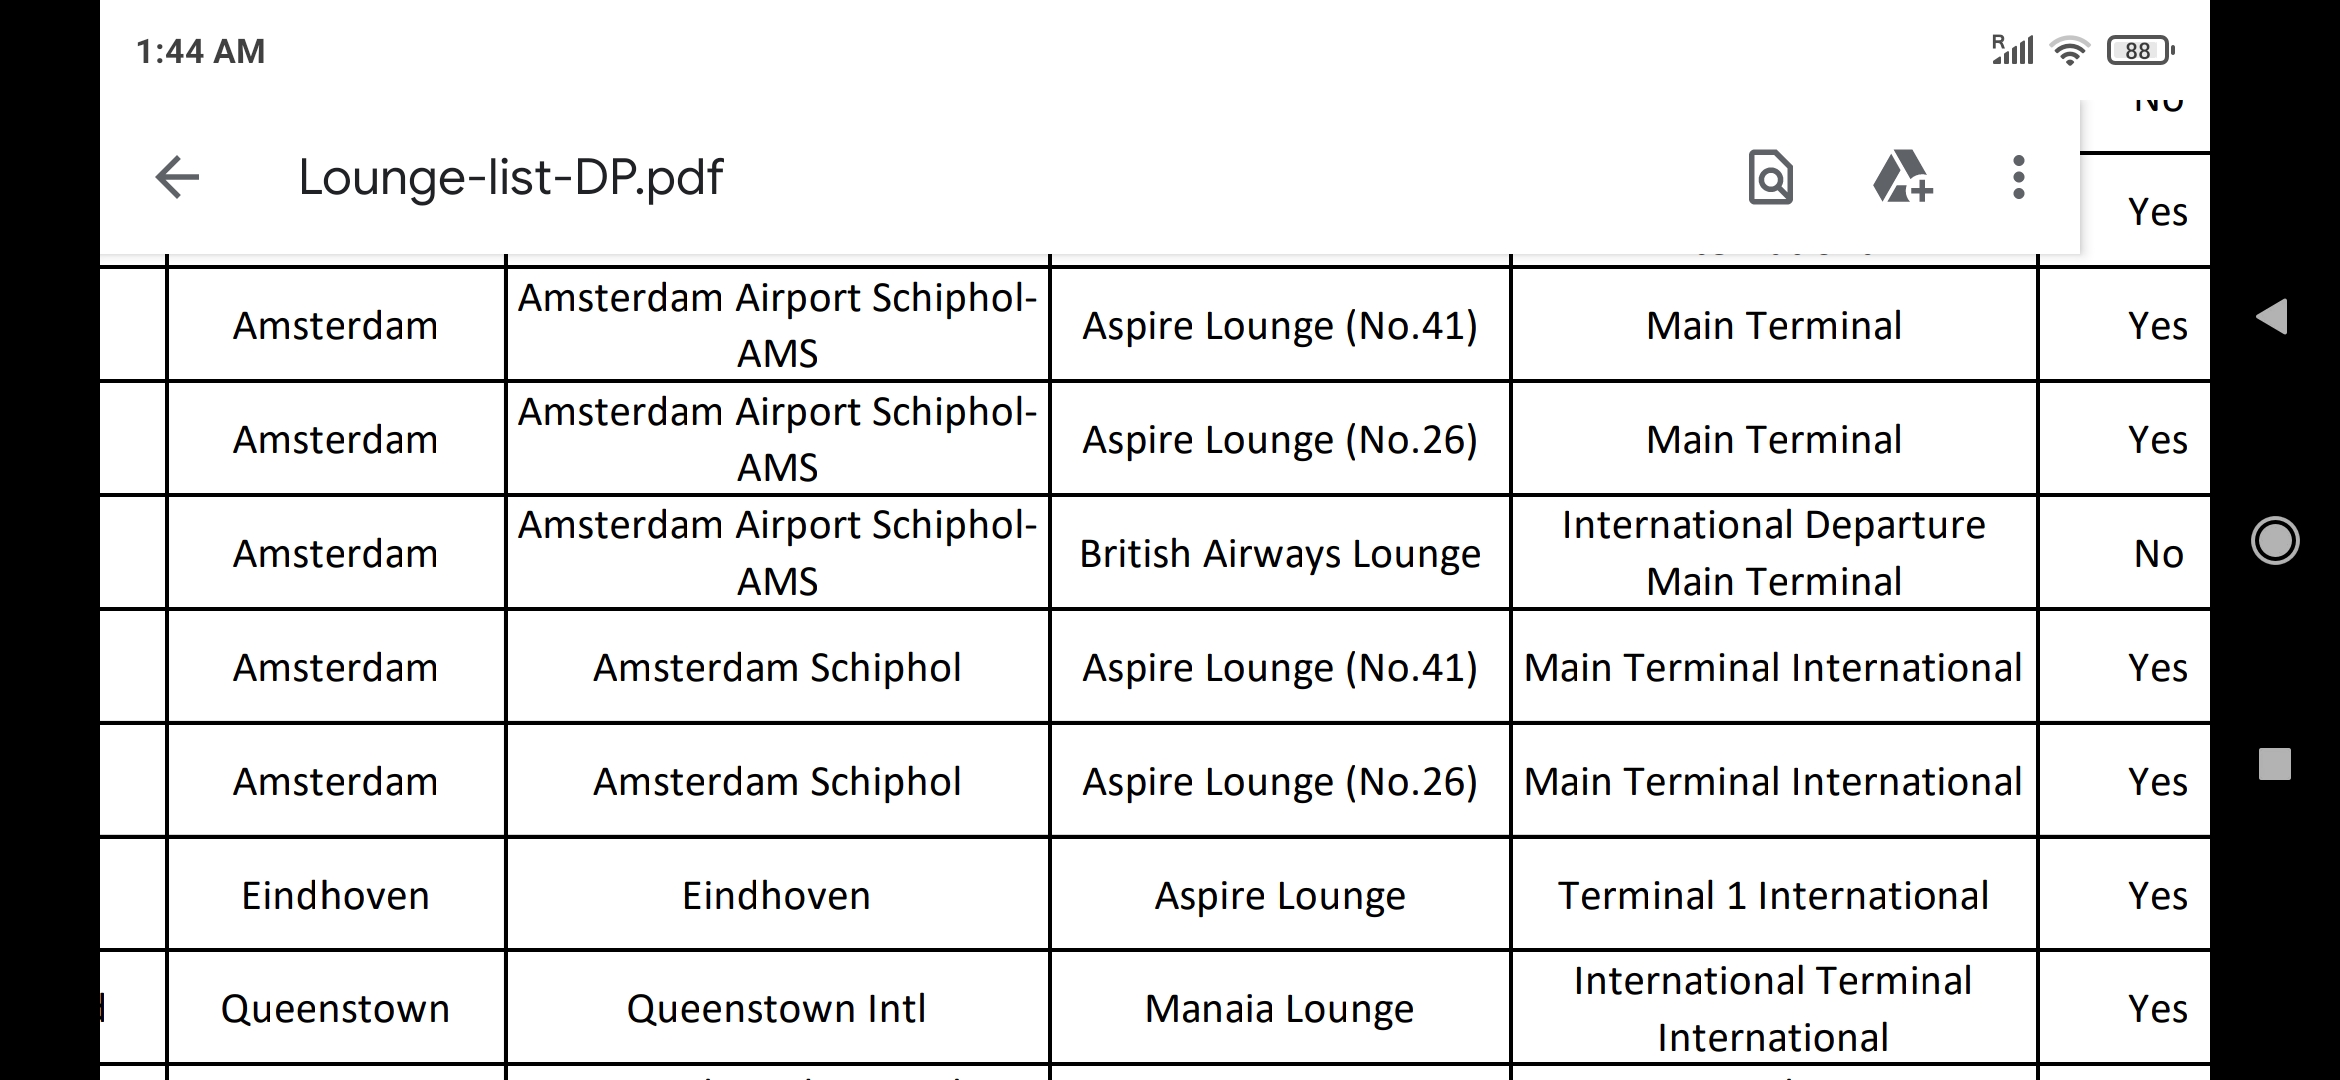 1:44 AM
R
88
No
Lounge-list-DP.pdf
Yes
Amsterdam
Amsterdam Airport Schiphol-
AMS
Aspire Lounge (No.41)
Main Terminal
Yes
Amsterdam
Amsterdam Airport Schiphol-
AMS
Aspire Lounge (No.26)
Main Terminal
Yes
Amsterdam
Amsterdam Airport Schiphol-
AMS
British Airways Lounge
International Departure
Main Terminal
No
Amsterdam
Amsterdam Schiphol
Aspire Lounge (No.41)
Main Terminal International
Yes
Amsterdam
Amsterdam Schiphol
Aspire Lounge (No.26)
Main Terminal International
Yes
Eindhoven
Eindhoven
Aspire Lounge
Terminal 1 International
Yes
Queenstown
Queenstown Intl
Manaia Lounge
International Terminal
International
Yes